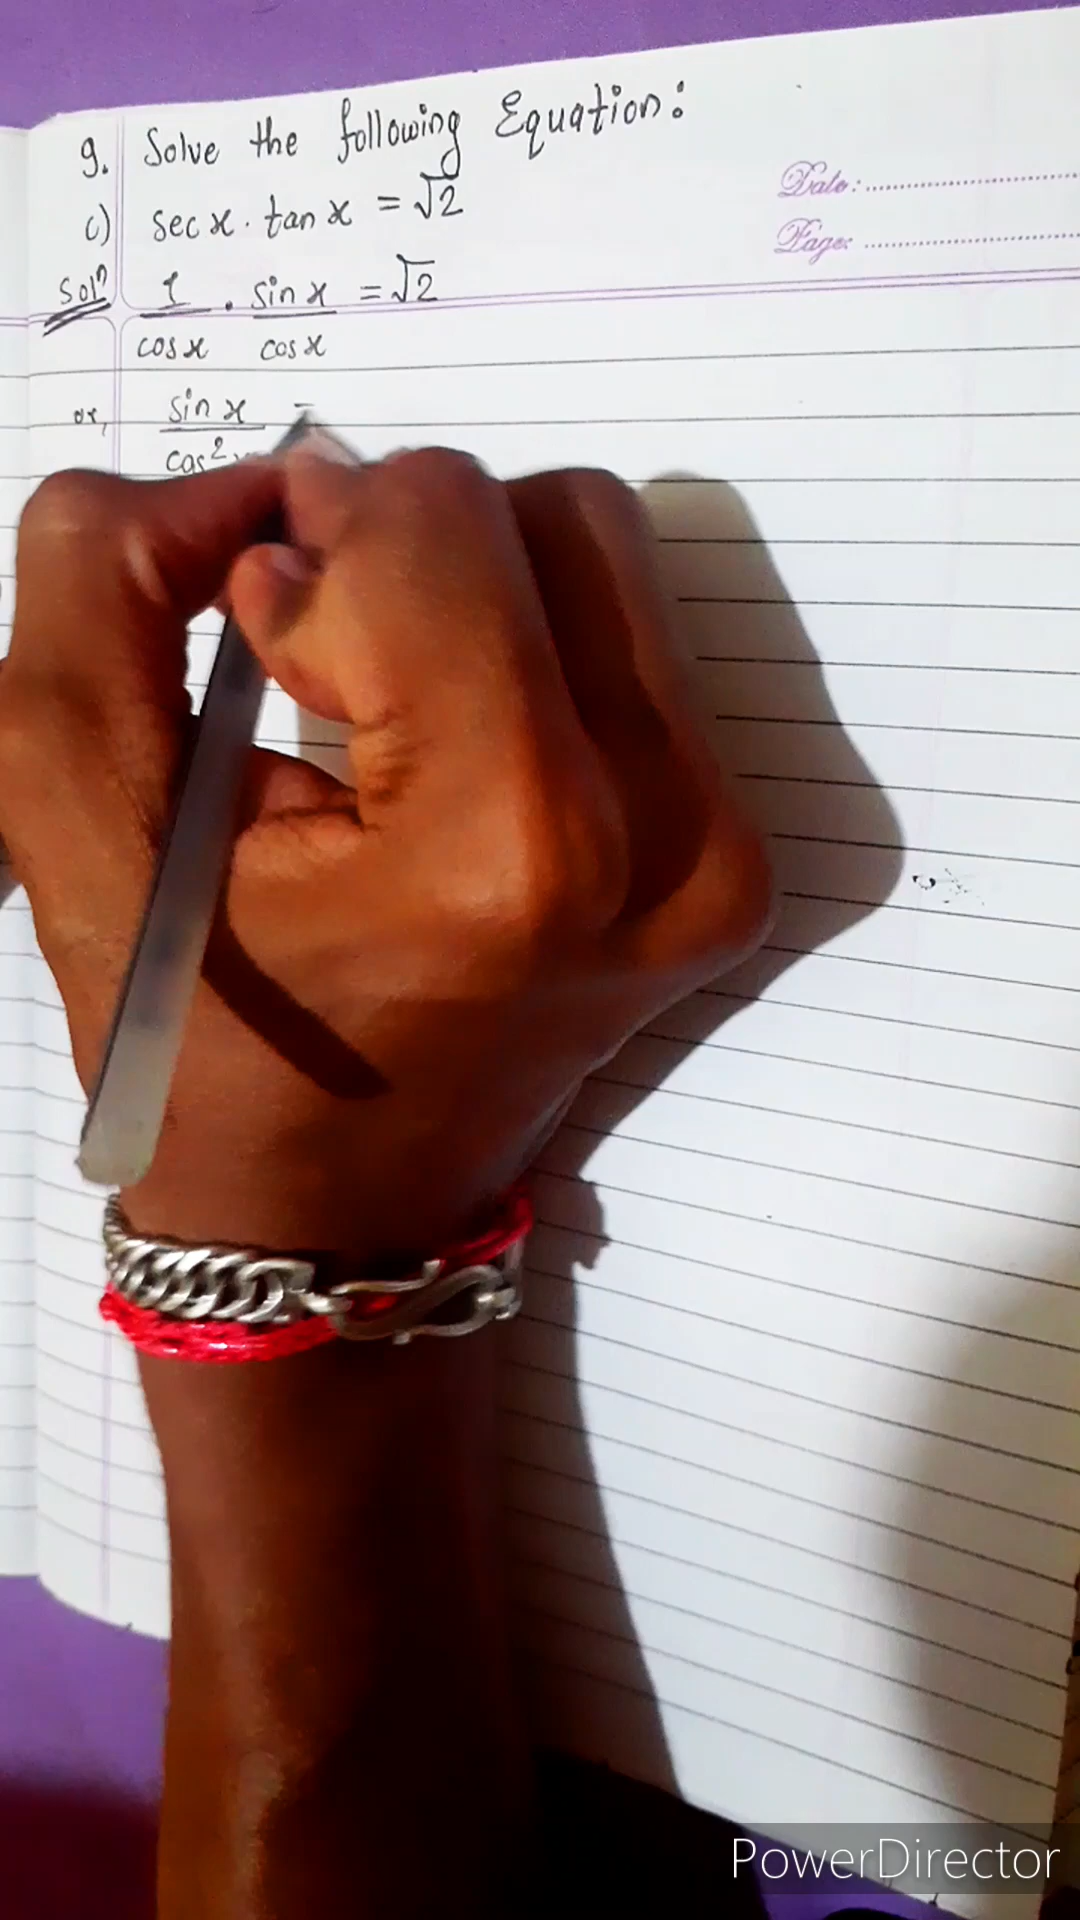 9. Solve the following Equation:
c) sec x . tan x = √2
Date:
Page:
Solⁿ 1/cos x . sin x/cos x = √2
or, sin x/cos² x =
PowerDirector